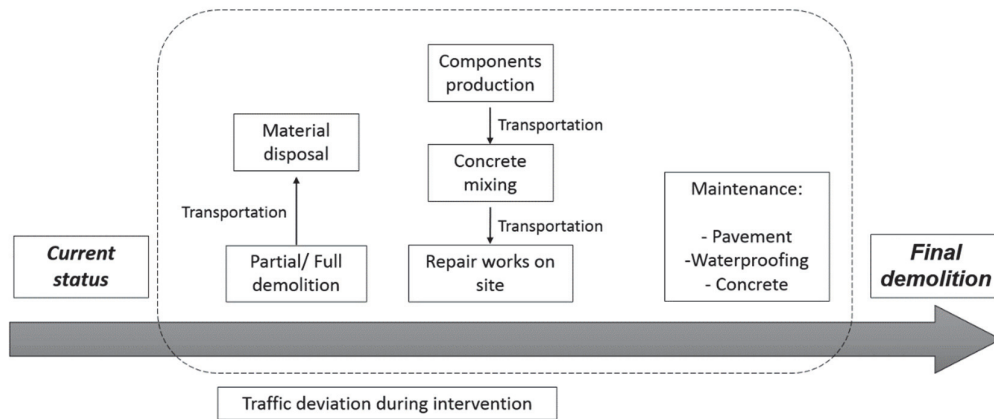 Components
production
Transportation
Material
disposal
Concrete
mixing
Transportation
Transportation
Maintenance:
- Pavement
-Waterproofing
- Concrete
Current
status
Partial/ Full
demolition
Repair works on
site
Final
demolition
Traffic deviation during intervention